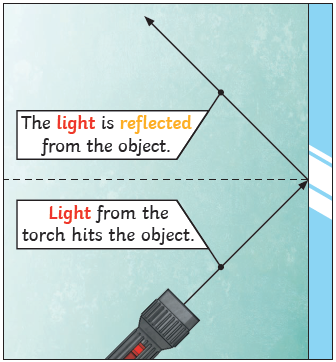 The light is reflected
from the object.
Light from the
torch hits the object.